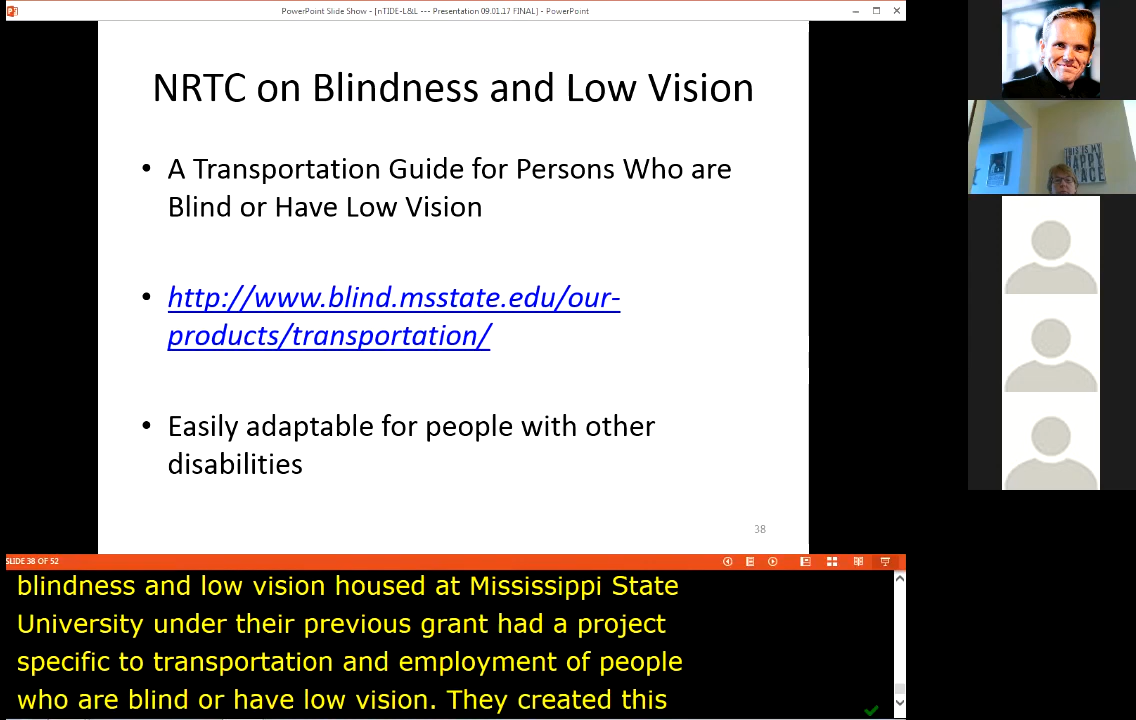 PowerPoint Slide Show - [nTIDE-L&L --- Presentation 09.01.17 FINAL] - PowerPoint
NRTC on Blindness and Low Vision
• A Transportation Guide for Persons Who are
Blind or Have Low Vision
• http://www.blind.msstate.edu/our-
products/transportation/
• Easily adaptable for people with other
disabilities
38
SLIDE 38 OF 52
blindness and low vision housed at Mississippi State
University under their previous grant had a project
specific to transportation and employment of people
who are blind or have low vision. They created this
THIS IS MY
HAPPY
PLACE